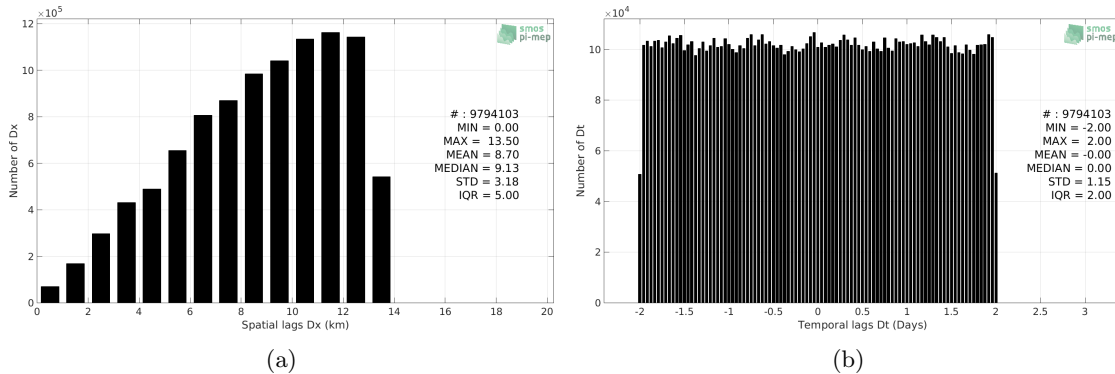 ×10^5
12
10
8
6
4
2
0
Number of Dx
0 2 4 6 8 10 12 14 16 18 20
Spatial lags Dx (km)
smos
pi-mep
# : 9794103
MIN = 0.00
MAX = 13.50
MEAN = 8.70
MEDIAN = 9.13
STD = 3.18
IQR = 5.00
(a)
×10^4
10
8
6
4
2
0
Number of Dt
-2 -1.5 -1 -0.5 0 0.5 1 1.5 2 2.5 3
Temporal lags Dt (Days)
smos
pi-mep
# : 9794103
MIN = -2.00
MAX = 2.00
MEAN = -0.00
MEDIAN = 0.00
STD = 1.15
IQR = 2.00
(b)